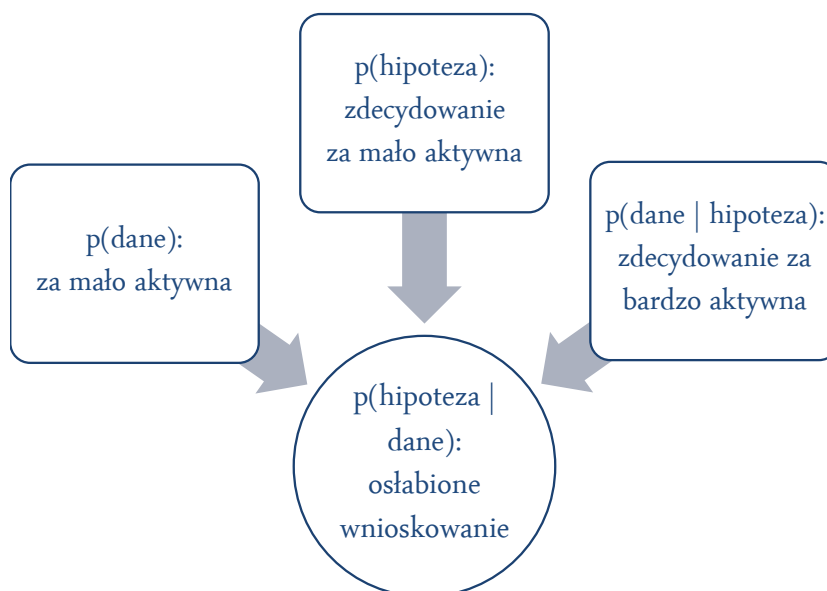 p(hipoteza):
zdecydowanie
za mało aktywna
p(dane):
za mało aktywna
p(dane | hipoteza):
zdecydowanie za
bardzo aktywna
p(hipoteza |
dane):
osłabione
wnioskowanie